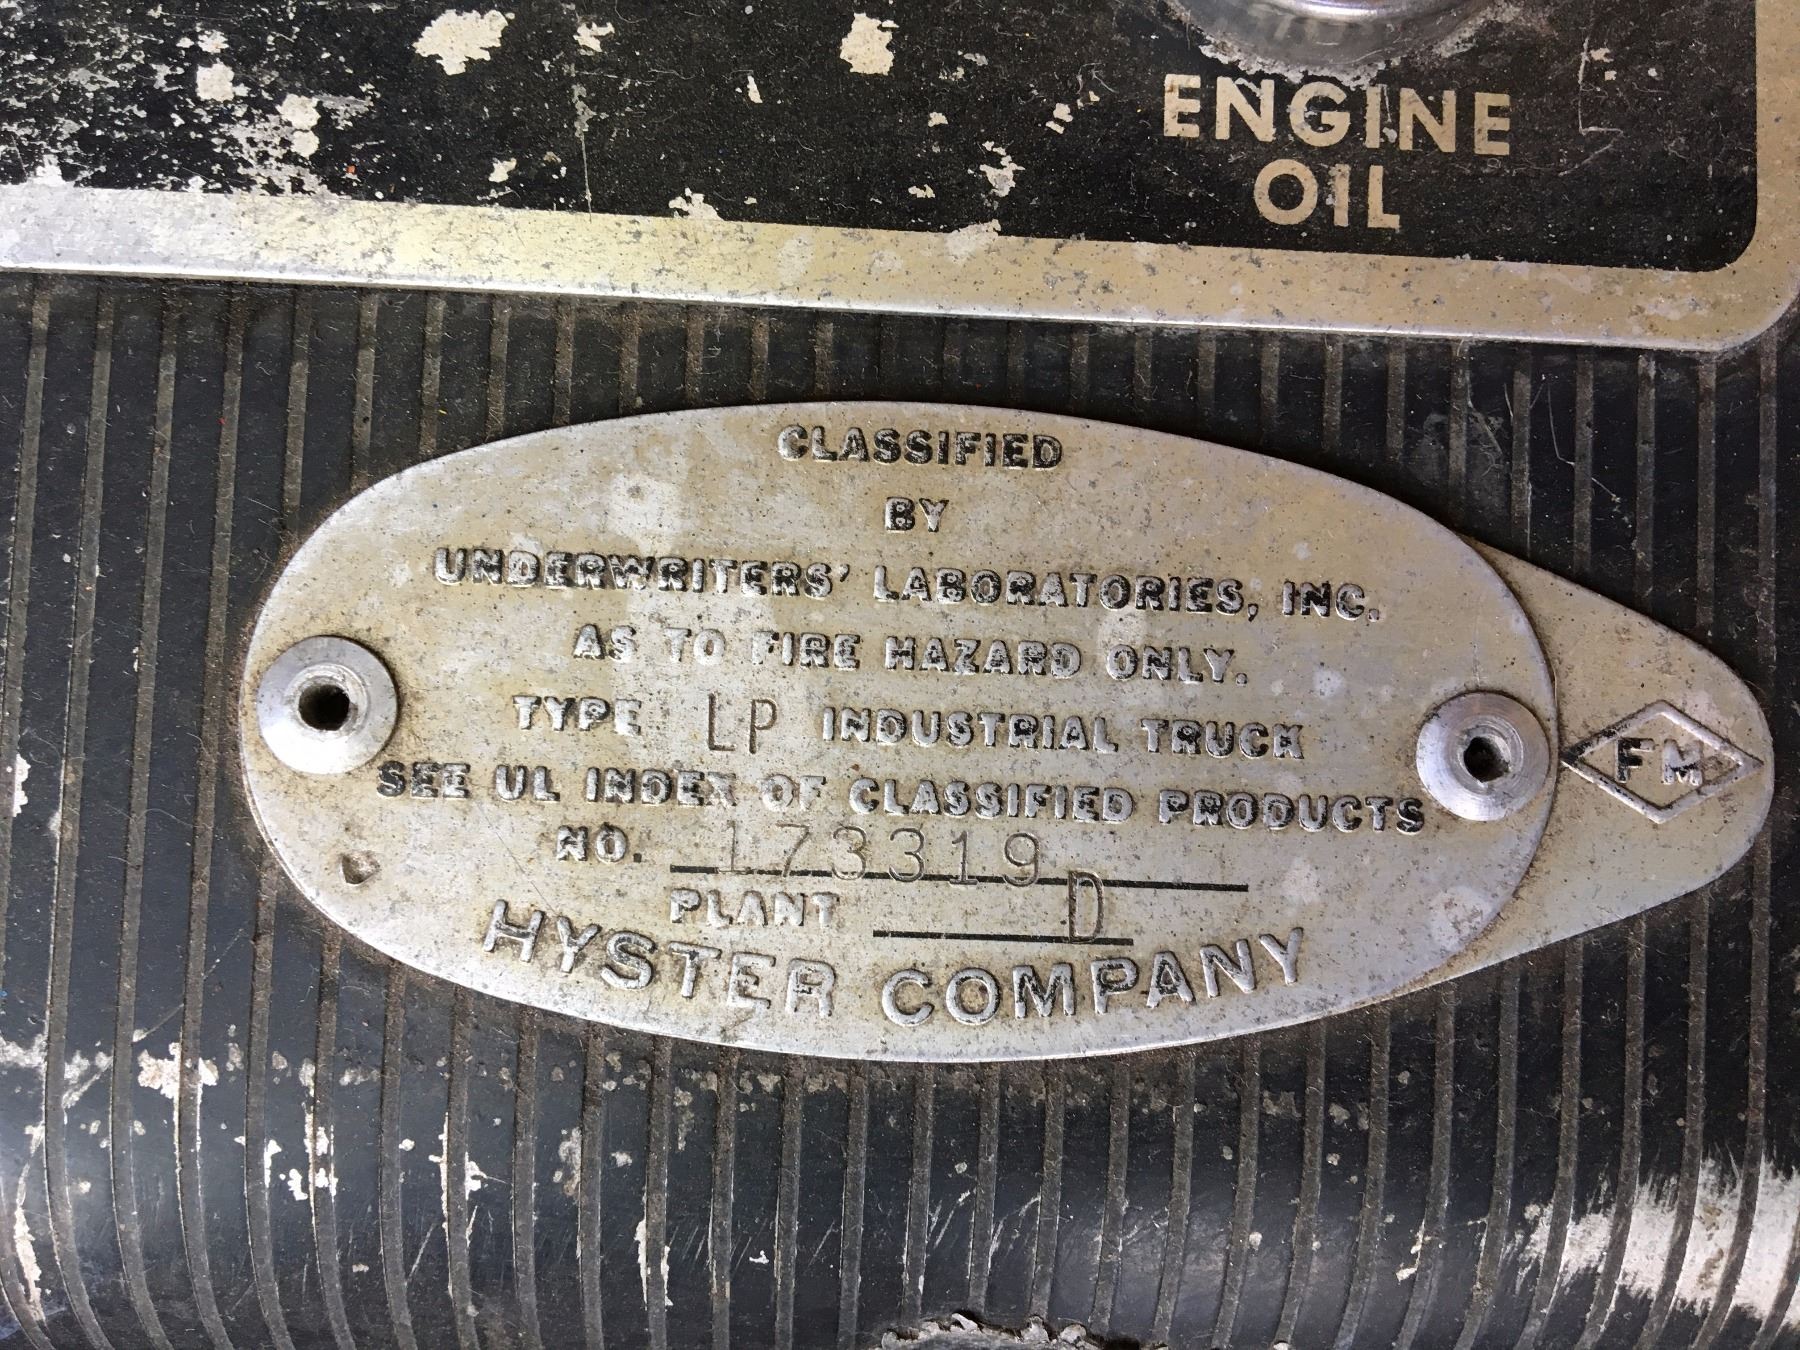 ENGINE
OIL
CLASSIFIED
BY
UNDERWRITERS' LABORATORIES, INC.
AS TO FIRE HAZARD ONLY.
TYPE LP INDUSTRIAL TRUCK
SEE UL INDEX OF CLASSIFIED PRODUCTS
NO. 173319
PLANT D
HYSTER COMPANY
FM